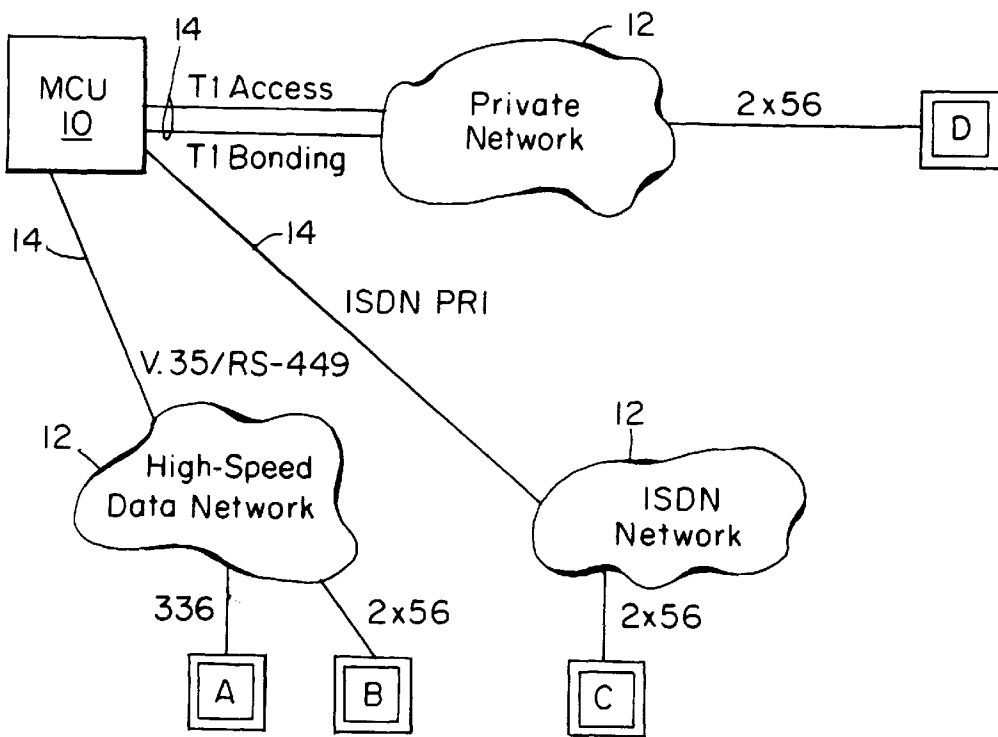 14
12
MCU
10
T1 Access
T1 Bonding
Private
Network
2x56
D
14
14
ISDN PRI
V.35/RS-449
12
High-Speed
Data Network
12
ISDN
Network
336
2x56
2x56
A
B
C